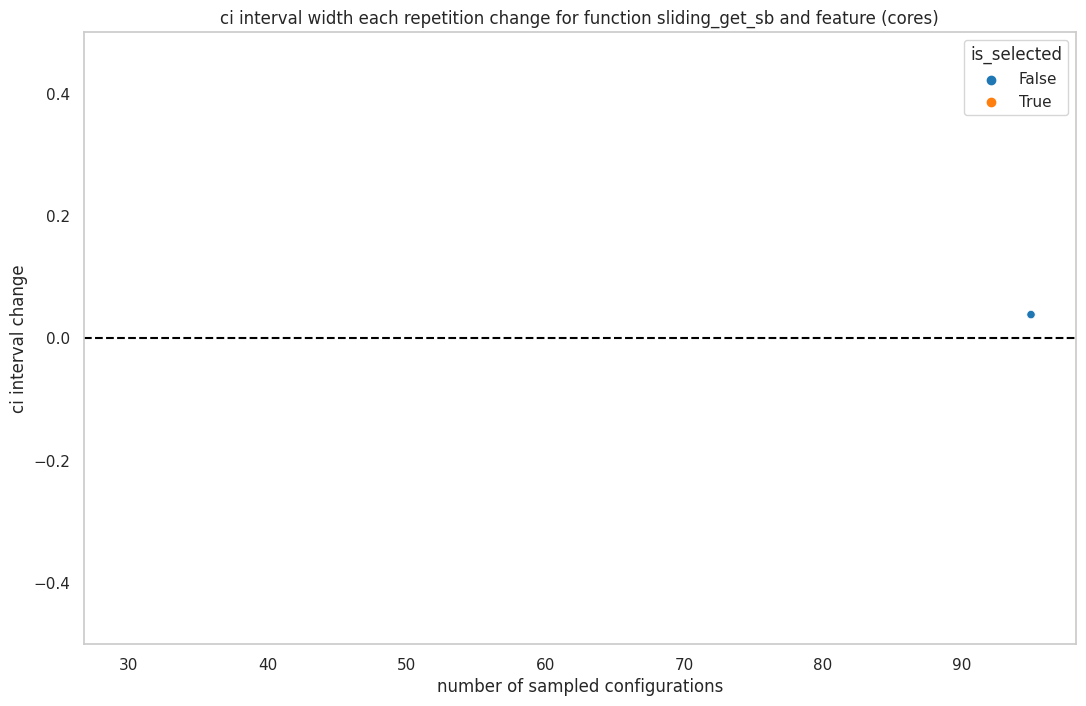 ci interval width each repetition change for function sliding_get_sb and feature (cores)
is_selected
False
True
0.4
0.2
0.0
−0.2
−0.4
ci interval change
30 40 50 60 70 80 90
number of sampled configurations